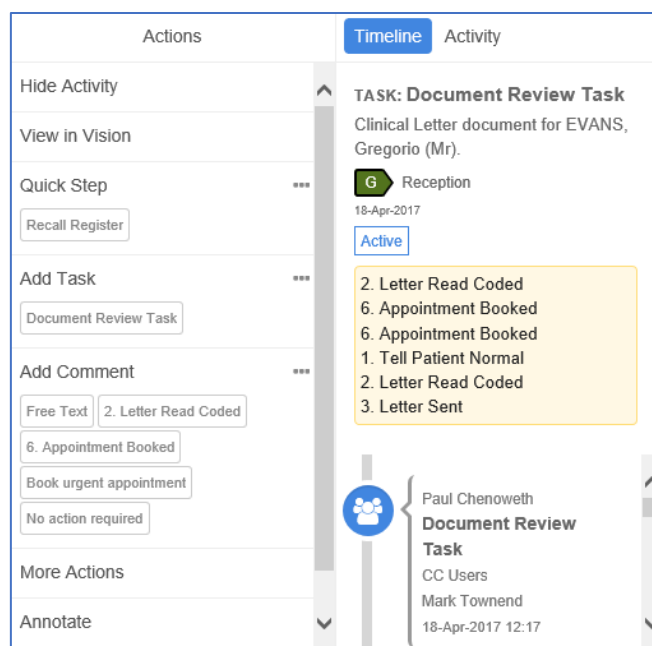 Actions
Hide Activity
View in Vision
Quick Step
Recall Register
Add Task
Document Review Task
Add Comment
Free Text 2. Letter Read Coded
6. Appointment Booked
Book urgent appointment
No action required
More Actions
Annotate
Timeline Activity
TASK: Document Review Task
Clinical Letter document for EVANS,
Gregorio (Mr).
G Reception
18-Apr-2017
Active
2. Letter Read Coded
6. Appointment Booked
6. Appointment Booked
1. Tell Patient Normal
2. Letter Read Coded
3. Letter Sent
Paul Chenoweth
Document Review
Task
CC Users
Mark Townend
18-Apr-2017 12:17